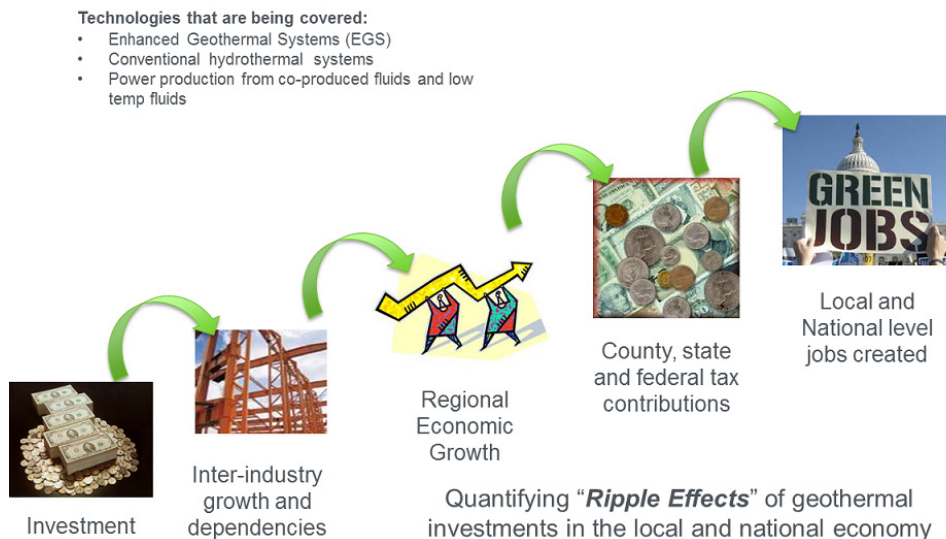 Technologies that are being covered:
• Enhanced Geothermal Systems (EGS)
• Conventional hydrothermal systems
• Power production from co-produced fluids and low
temp fluids
GREEN
JOBS
Local and
National level
jobs created
County, state
and federal tax
contributions
Regional
Economic
Growth
Inter-industry
growth and
dependencies
Investment
Quantifying “Ripple Effects” of geothermal
investments in the local and national economy